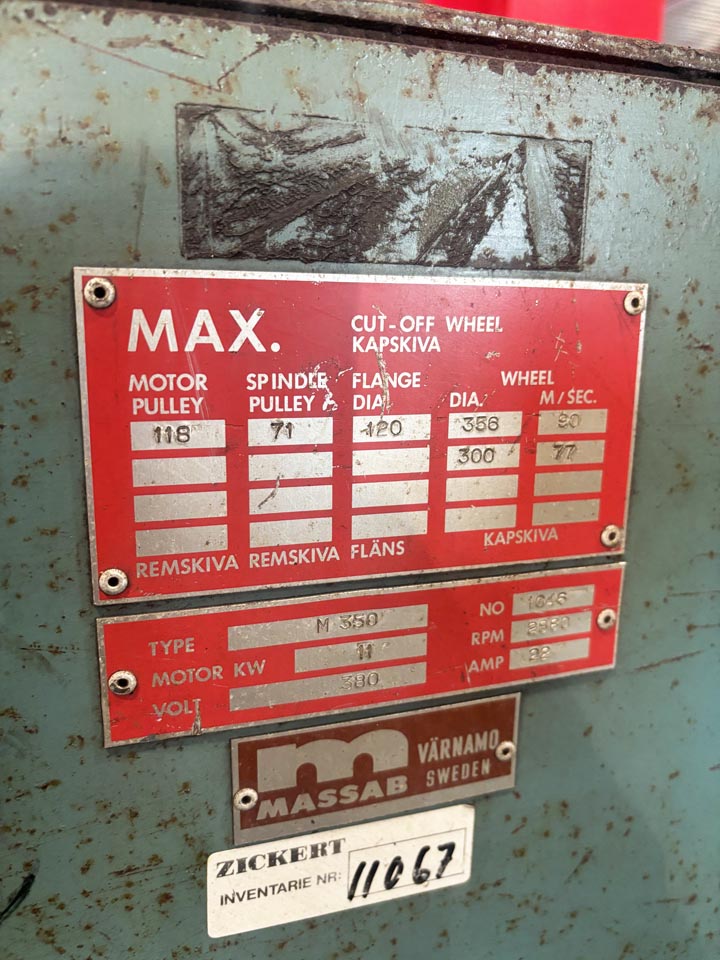 MAX. CUT-OFF WHEEL
KAPSKIVA
MOTOR PULLEY SPINDLE PULLEY FLANGE DIA. WHEEL
DIA. M/SEC.
118 71 120 356 90
300 77
REMSKIVA REMSKIVA FLÄNS KAPSKIVA
TYPE M 350 NO 1646
MOTOR KW 11 RPM
VOLT 380 AMP 22
m VÄRNAMO
MASSAB SWEDEN
ZICKERT
INVENTARIE NR: 11067